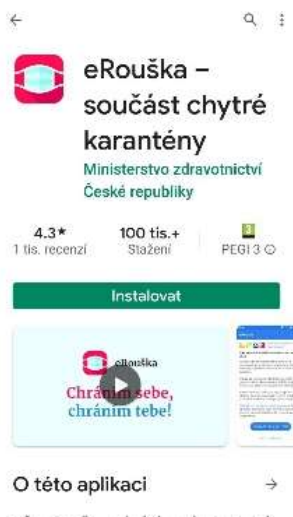 eRouška –
součást chytré
karantény
Ministerstvo zdravotnictví
České republiky
4.3★ 100 tis.+ 3
1 tis. recenzí Stažení PEGI 3
Instalovat
eRouška
Chráním sebe,
chráním tebe!
O této aplikaci